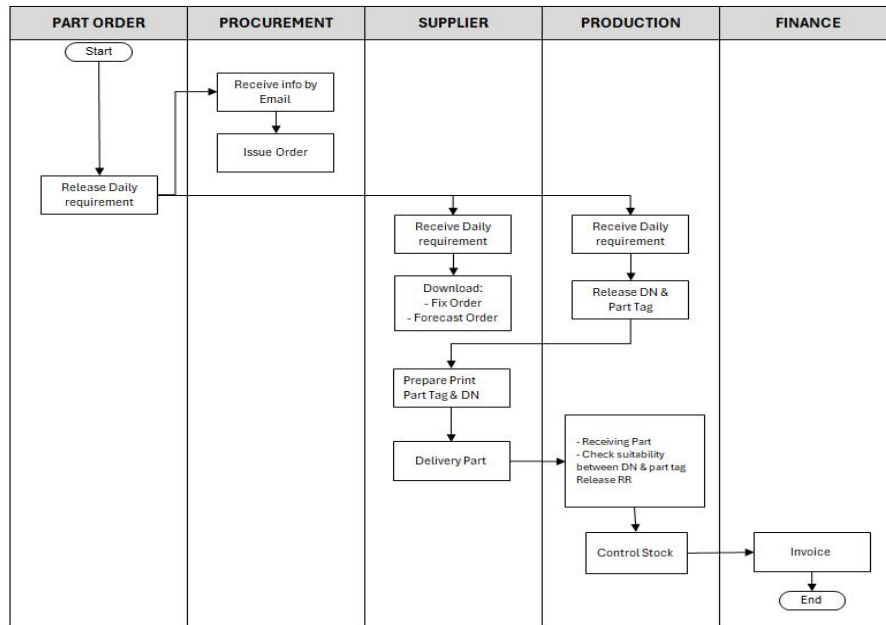 PART ORDER
PROCUREMENT
SUPPLIER
PRODUCTION
FINANCE
Start
Receive info by
Email
Issue Order
Release Daily
requirement
Receive Daily
requirement
Receive Daily
requirement
Download:
- Fix Order
- Forecast Order
Release DN &
Part Tag
Prepare Print
Part Tag & DN
Delivery Part
- Receiving Part
- Check suitability
between DN & part tag
Release RR
Control Stock
Invoice
End